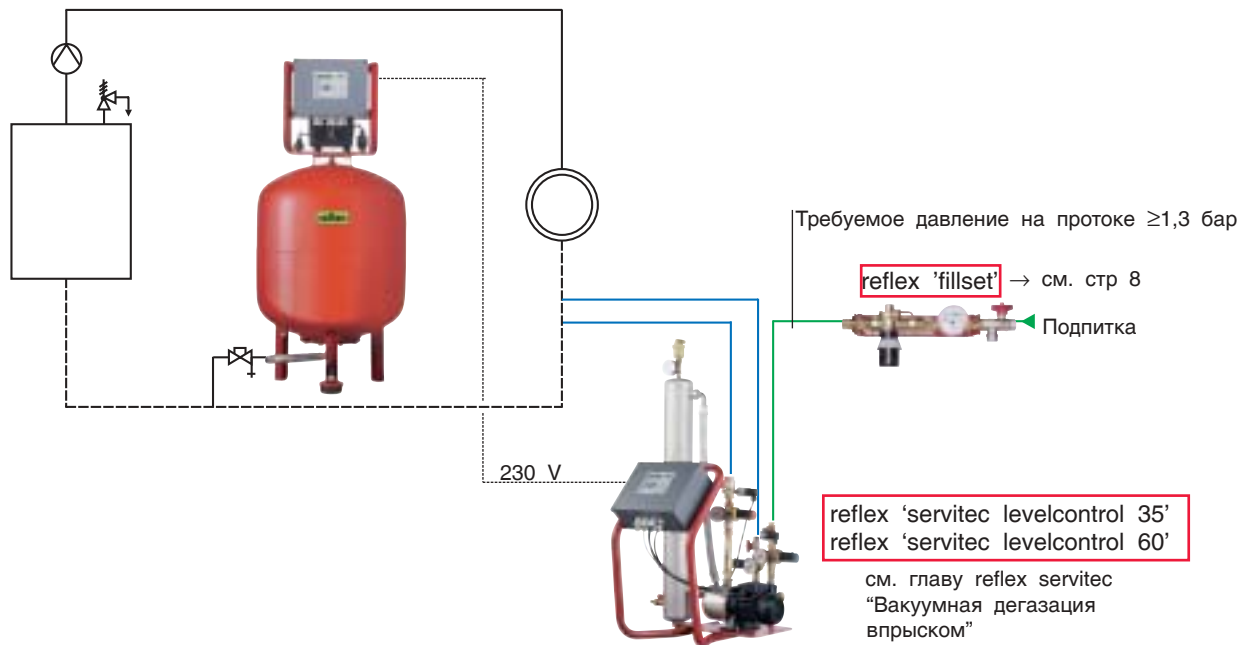 Требуемое давление на протоке ≥1,3 бар
reflex 'fillset' → см. стр 8
Подпитка
reflex
230 V
reflex ‘servitec levelcontrol 35’
reflex ‘servitec levelcontrol 60’
см. главу reflex servitec
“Вакуумная дегазация
впрыском”